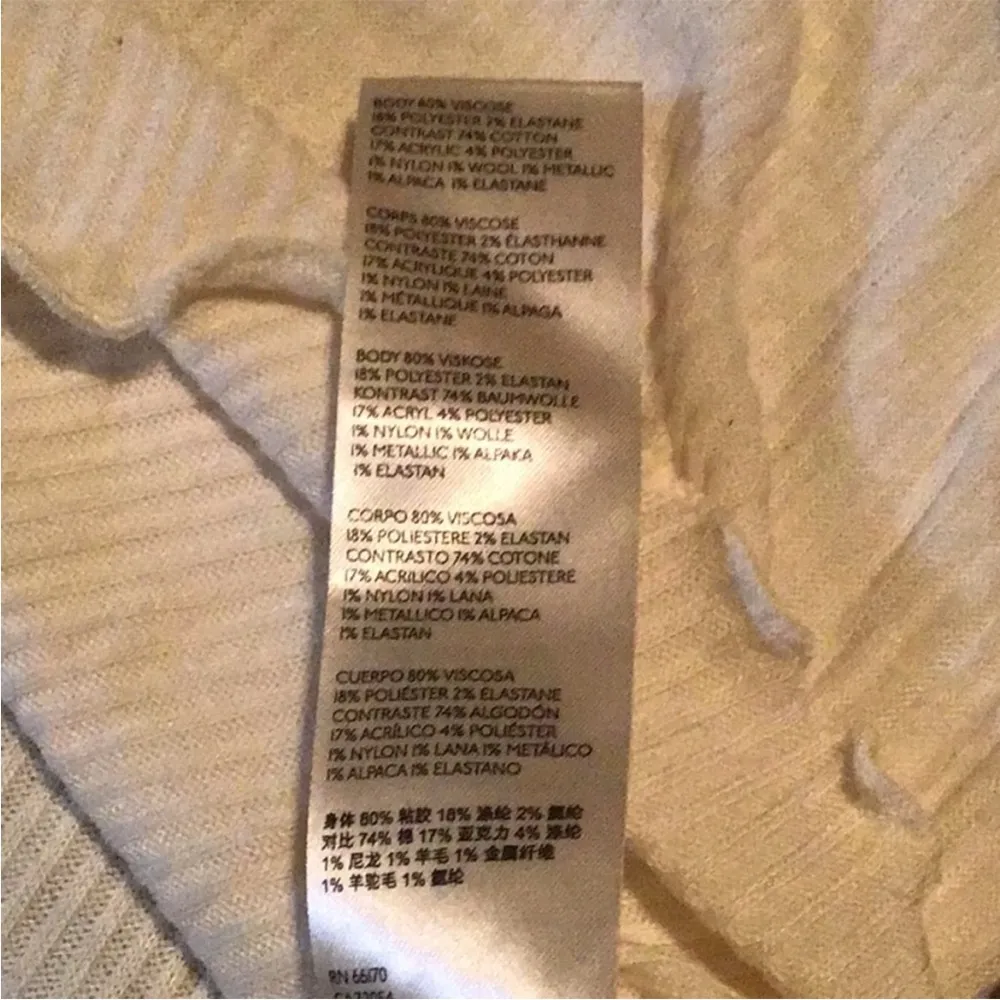 BODY 80% VISCOSE
18% POLYESTER 2% ELASTANE
CONTRAST 74% COTTON
17% ACRYLIC 4% POLYESTER
1% NYLON 1% WOOL 1% METALLIC
1% ALPACA 1% ELASTANE
CORPS 80% VISCOSE
18% POLYESTER 2% ÉLASTHANNE
CONTRASTE 74% COTON
17% ACRYLIQUE 4% POLYESTER
1% NYLON 1% LAINE
1% MÉTALLIQUE 1% ALPAGA
1% ELASTANE
BODY 80% VISKOSE
18% POLYESTER 2% ELASTAN
KONTRAST 74% BAUMWOLLE
17% ACRYL 4% POLYESTER
1% NYLON 1% WOLLE
1% METALLIC 1% ALPAKA
1% ELASTAN
CORPO 80% VISCOSA
18% POLIESTERE 2% ELASTAN
CONTRASTO 74% COTONE
17% ACRILICO 4% POLIESTERE
1% NYLON 1% LANA
1% METALLICO 1% ALPACA
1% ELASTAN
CUERPO 80% VISCOSA
18% POLIÉSTER 2% ELASTANE
CONTRASTE 74% ALGODÓN
17% ACRÍLICO 4% POLIÉSTER
1% NYLON 1% LANA 1% METÁLICO
1% ALPACA 1% ELASTANO
身体 80% 粘胶 18% 涤纶 2% 氨纶
对比 74% 棉 17% 亚克力 4% 涤纶
1% 尼龙 1% 羊毛 1% 金属纤维
1% 羊驼毛 1% 氨纶
RN 66170